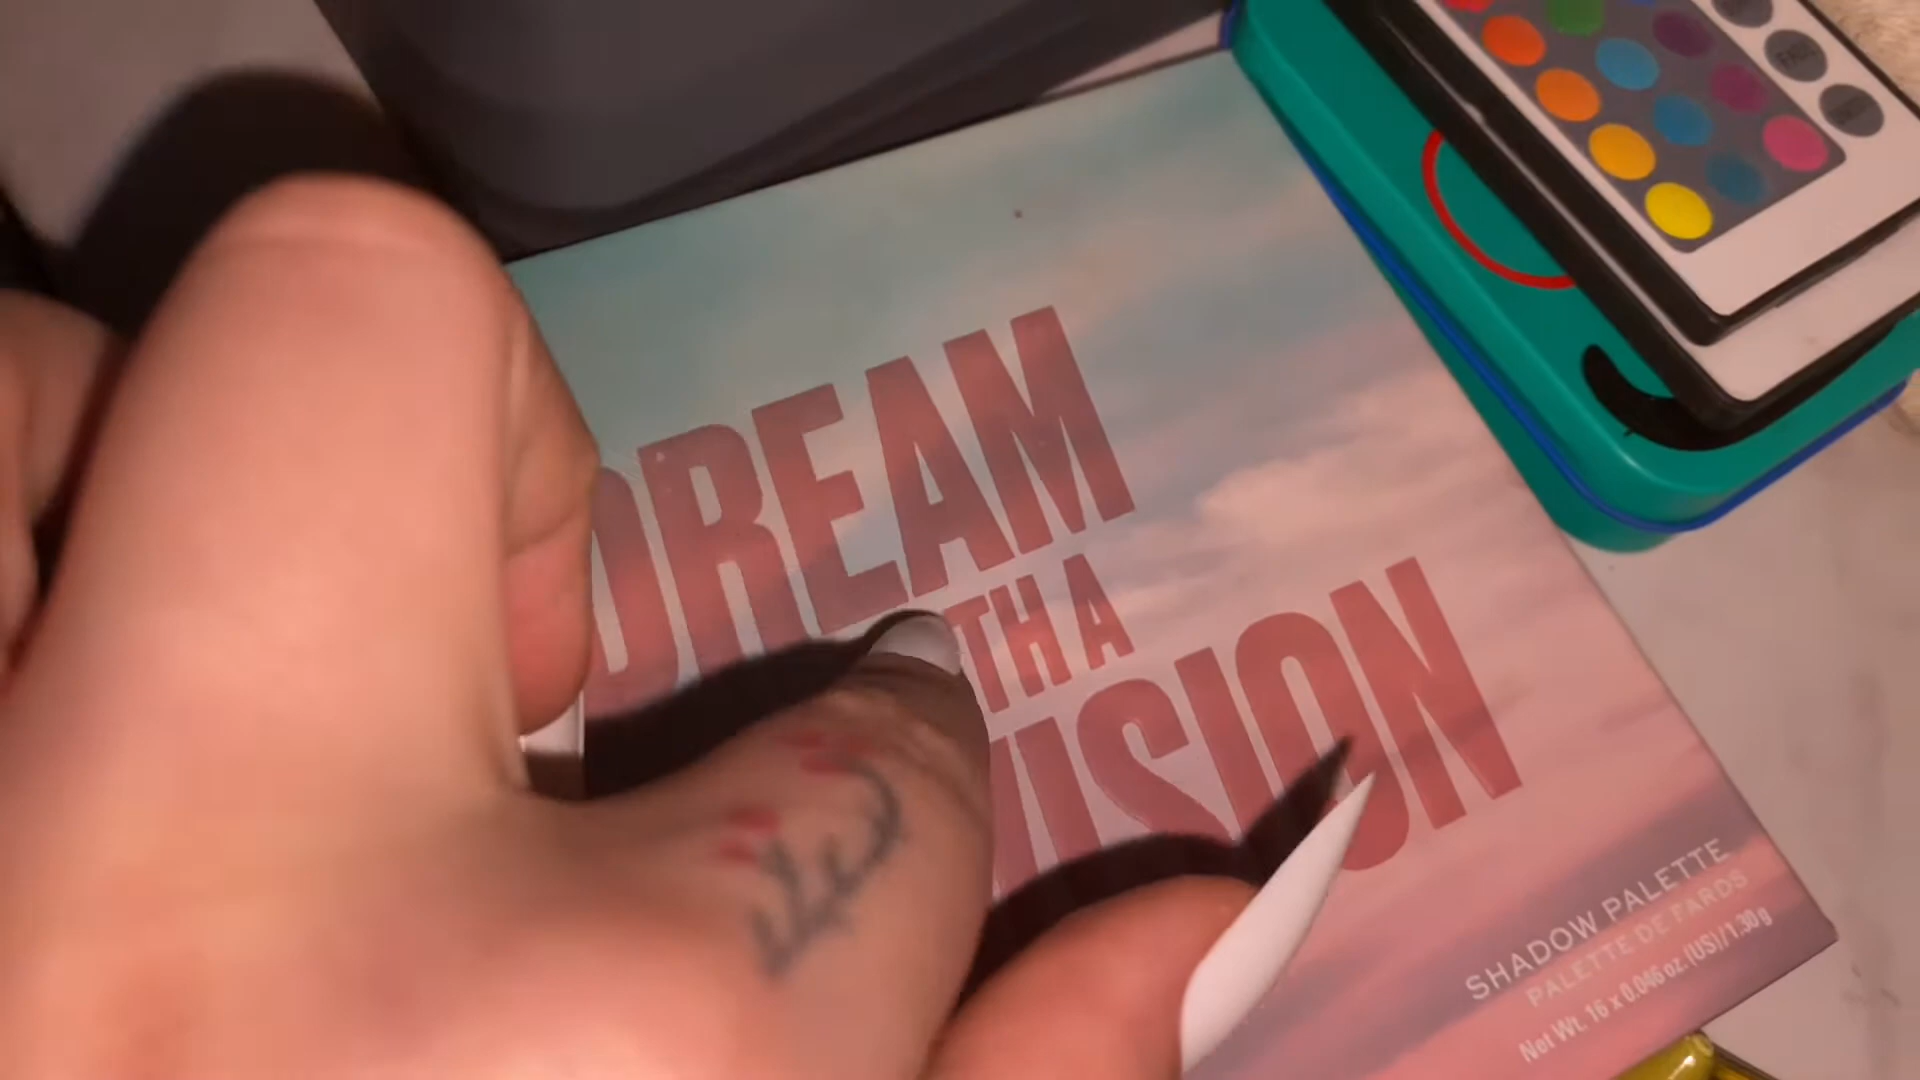 DREAM
TH A
VISION
SHADOW PALETTE
PALETTE DE FARDS
Net Wt. 16 x 0.046 oz. (US)/1.30g